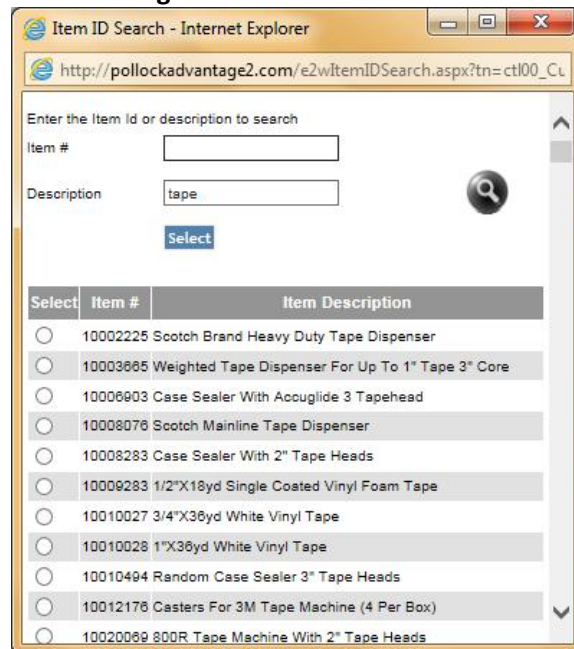 Item ID Search - Internet Explorer
http://pollockadvantage2.com/e2wItemIDSearch.aspx?tn=ctl00_Cu
Enter the Item Id or description to search
Item #
Description tape
Select
Select Item # Item Description
10002225 Scotch Brand Heavy Duty Tape Dispenser
10003665 Weighted Tape Dispenser For Up To 1" Tape 3" Core
10006903 Case Sealer With Accuglide 3 Tapehead
10008076 Scotch Mainline Tape Dispenser
10008283 Case Sealer With 2" Tape Heads
10009283 1/2"X18yd Single Coated Vinyl Foam Tape
10010027 3/4"X36yd White Vinyl Tape
10010028 1"X36yd White Vinyl Tape
10010494 Random Case Sealer 3" Tape Heads
10012176 Casters For 3M Tape Machine (4 Per Box)
10020069 800R Tape Machine With 2" Tape Heads